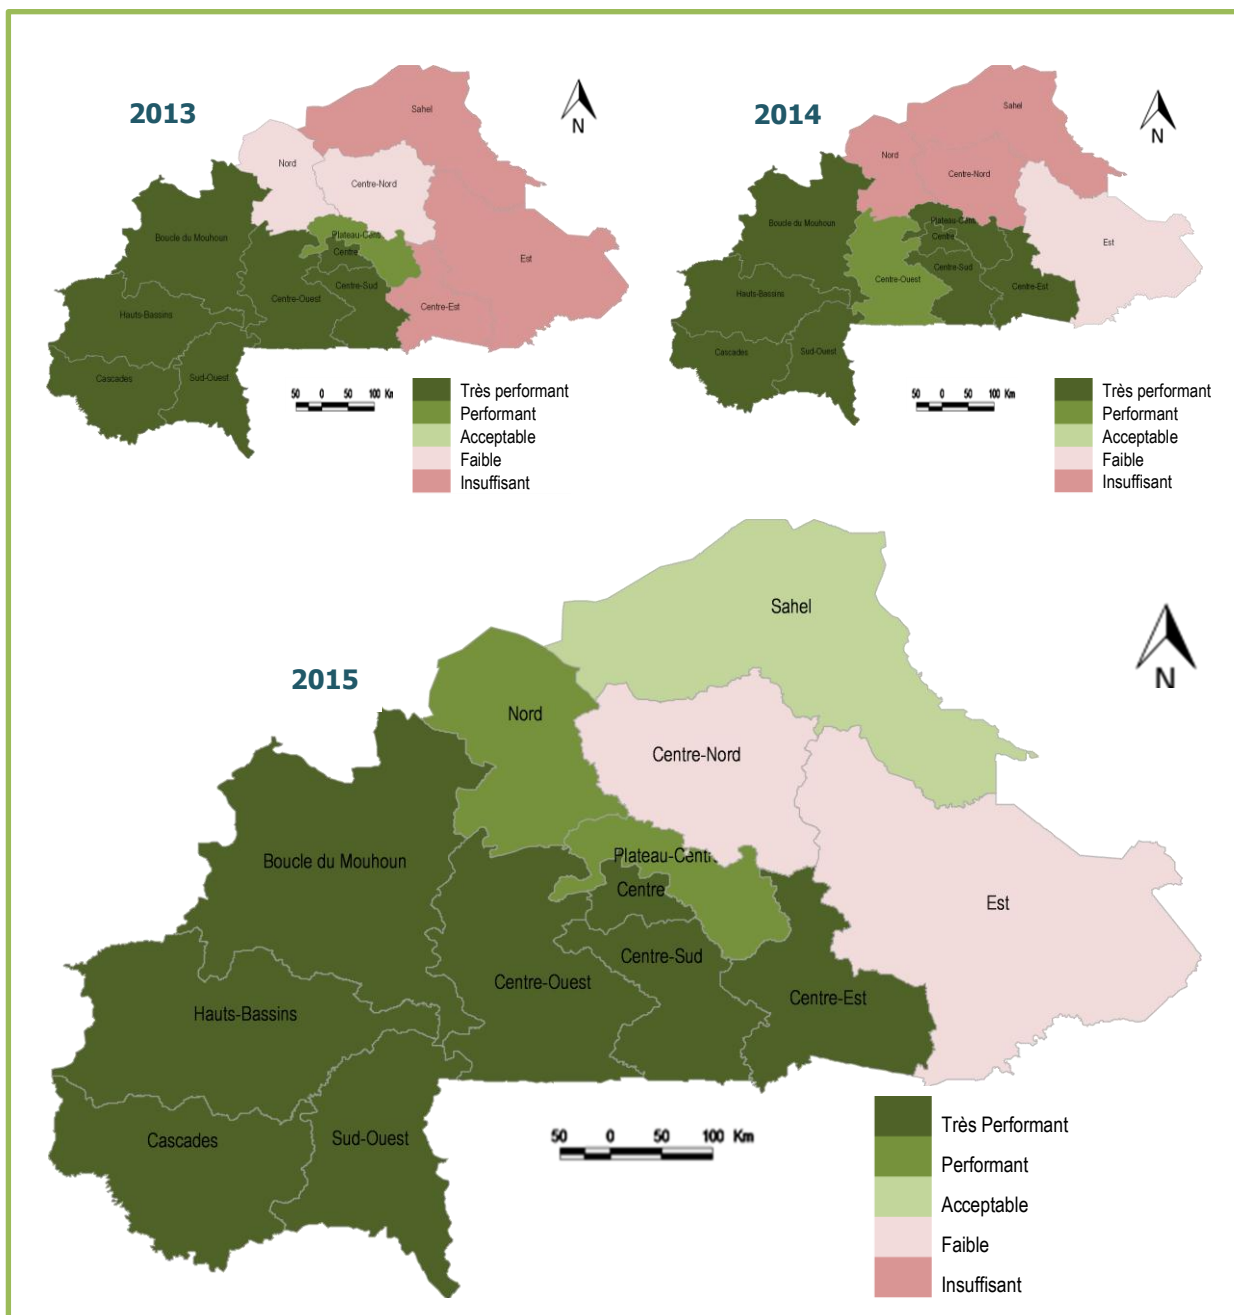 2013
N
Sahel
Nord
Centre-Nord
Plateau-Cent
Boucle du Mouhoun
Centre
Est
Centre-Sud
Centre-Ouest
Centre-Est
Hauts-Bassins
Cascades
Sud-Ouest
50 0 50 100 Km
Très performant
Performant
Acceptable
Faible
Insuffisant
2014
N
Sahel
Nord
Centre-Nord
Boucle du Mouhoun
Centre
Est
Centre-Sud
Centre-Ouest
Centre-Est
Hauts-Bassins
Cascades
Sud-Ouest
50 0 50 100 Km
Très performant
Performant
Acceptable
Faible
Insuffisant
2015
N
Sahel
Nord
Centre-Nord
Boucle du Mouhoun
Plateau-Centr
Centre
Est
Centre-Sud
Centre-Ouest
Centre-Est
Hauts-Bassins
Cascades
Sud-Ouest
50 0 50 100 Km
Très Performant
Performant
Acceptable
Faible
Insuffisant